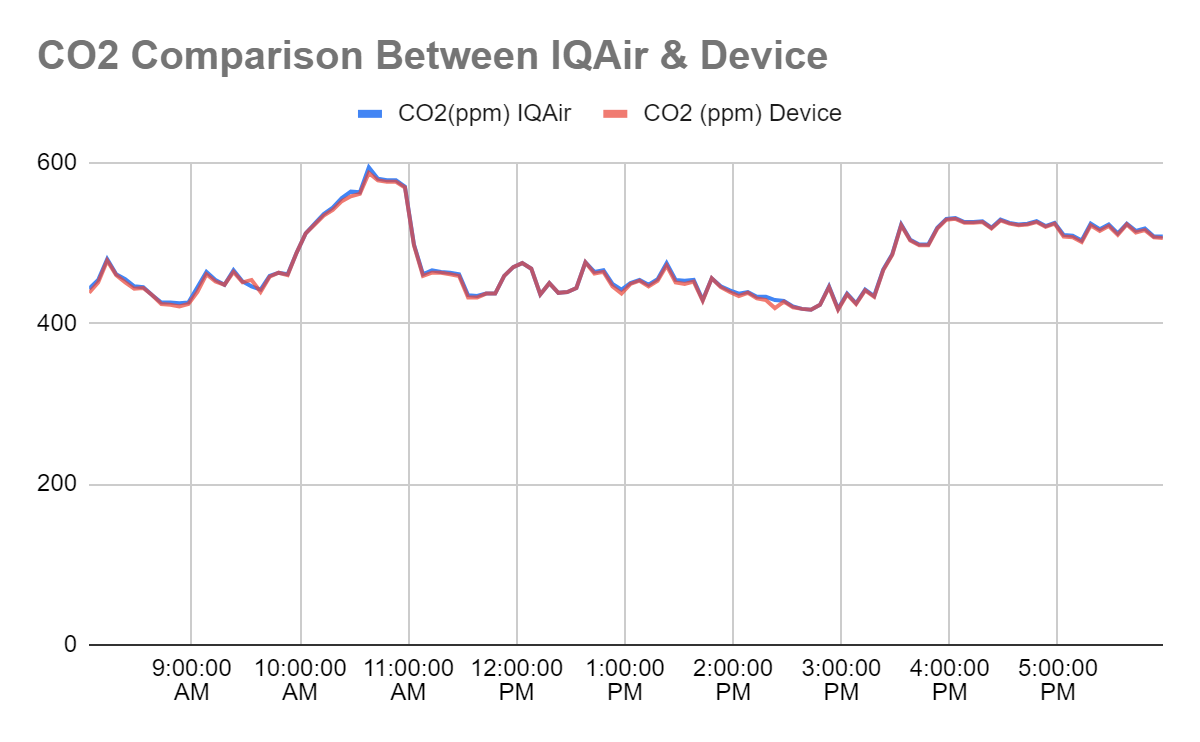 CO2 Comparison Between IQAir & Device
CO2(ppm) IQAir CO2 (ppm) Device
600
400
200
0
9:00:00 10:00:00 11:00:00 12:00:00 1:00:00 2:00:00 3:00:00 4:00:00 5:00:00
AM AM AM PM PM PM PM PM PM